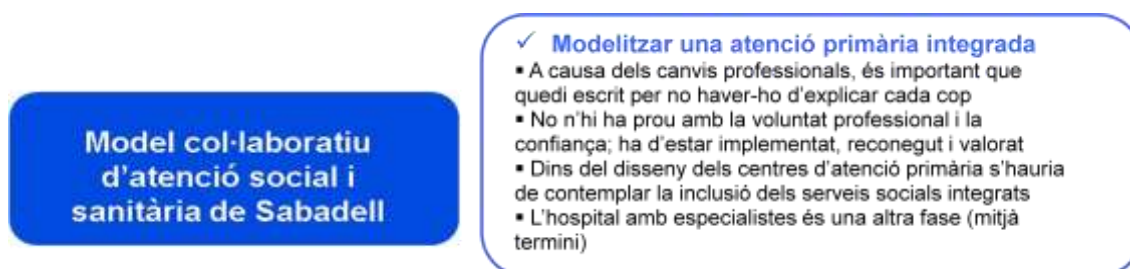 Model col·laboratiu
d'atenció social i
sanitària de Sabadell
✓ Modelitzar una atenció primària integrada
▪ A causa dels canvis professionals, és important que
quedi escrit per no haver-ho d'explicar cada cop
▪ No n'hi ha prou amb la voluntat professional i la
confiança; ha d'estar implementat, reconegut i valorat
▪ Dins del disseny dels centres d'atenció primària s'hauria
de contemplar la inclusió dels serveis socials integrats
▪ L'hospital amb especialistes és una altra fase (mitjà
termini)